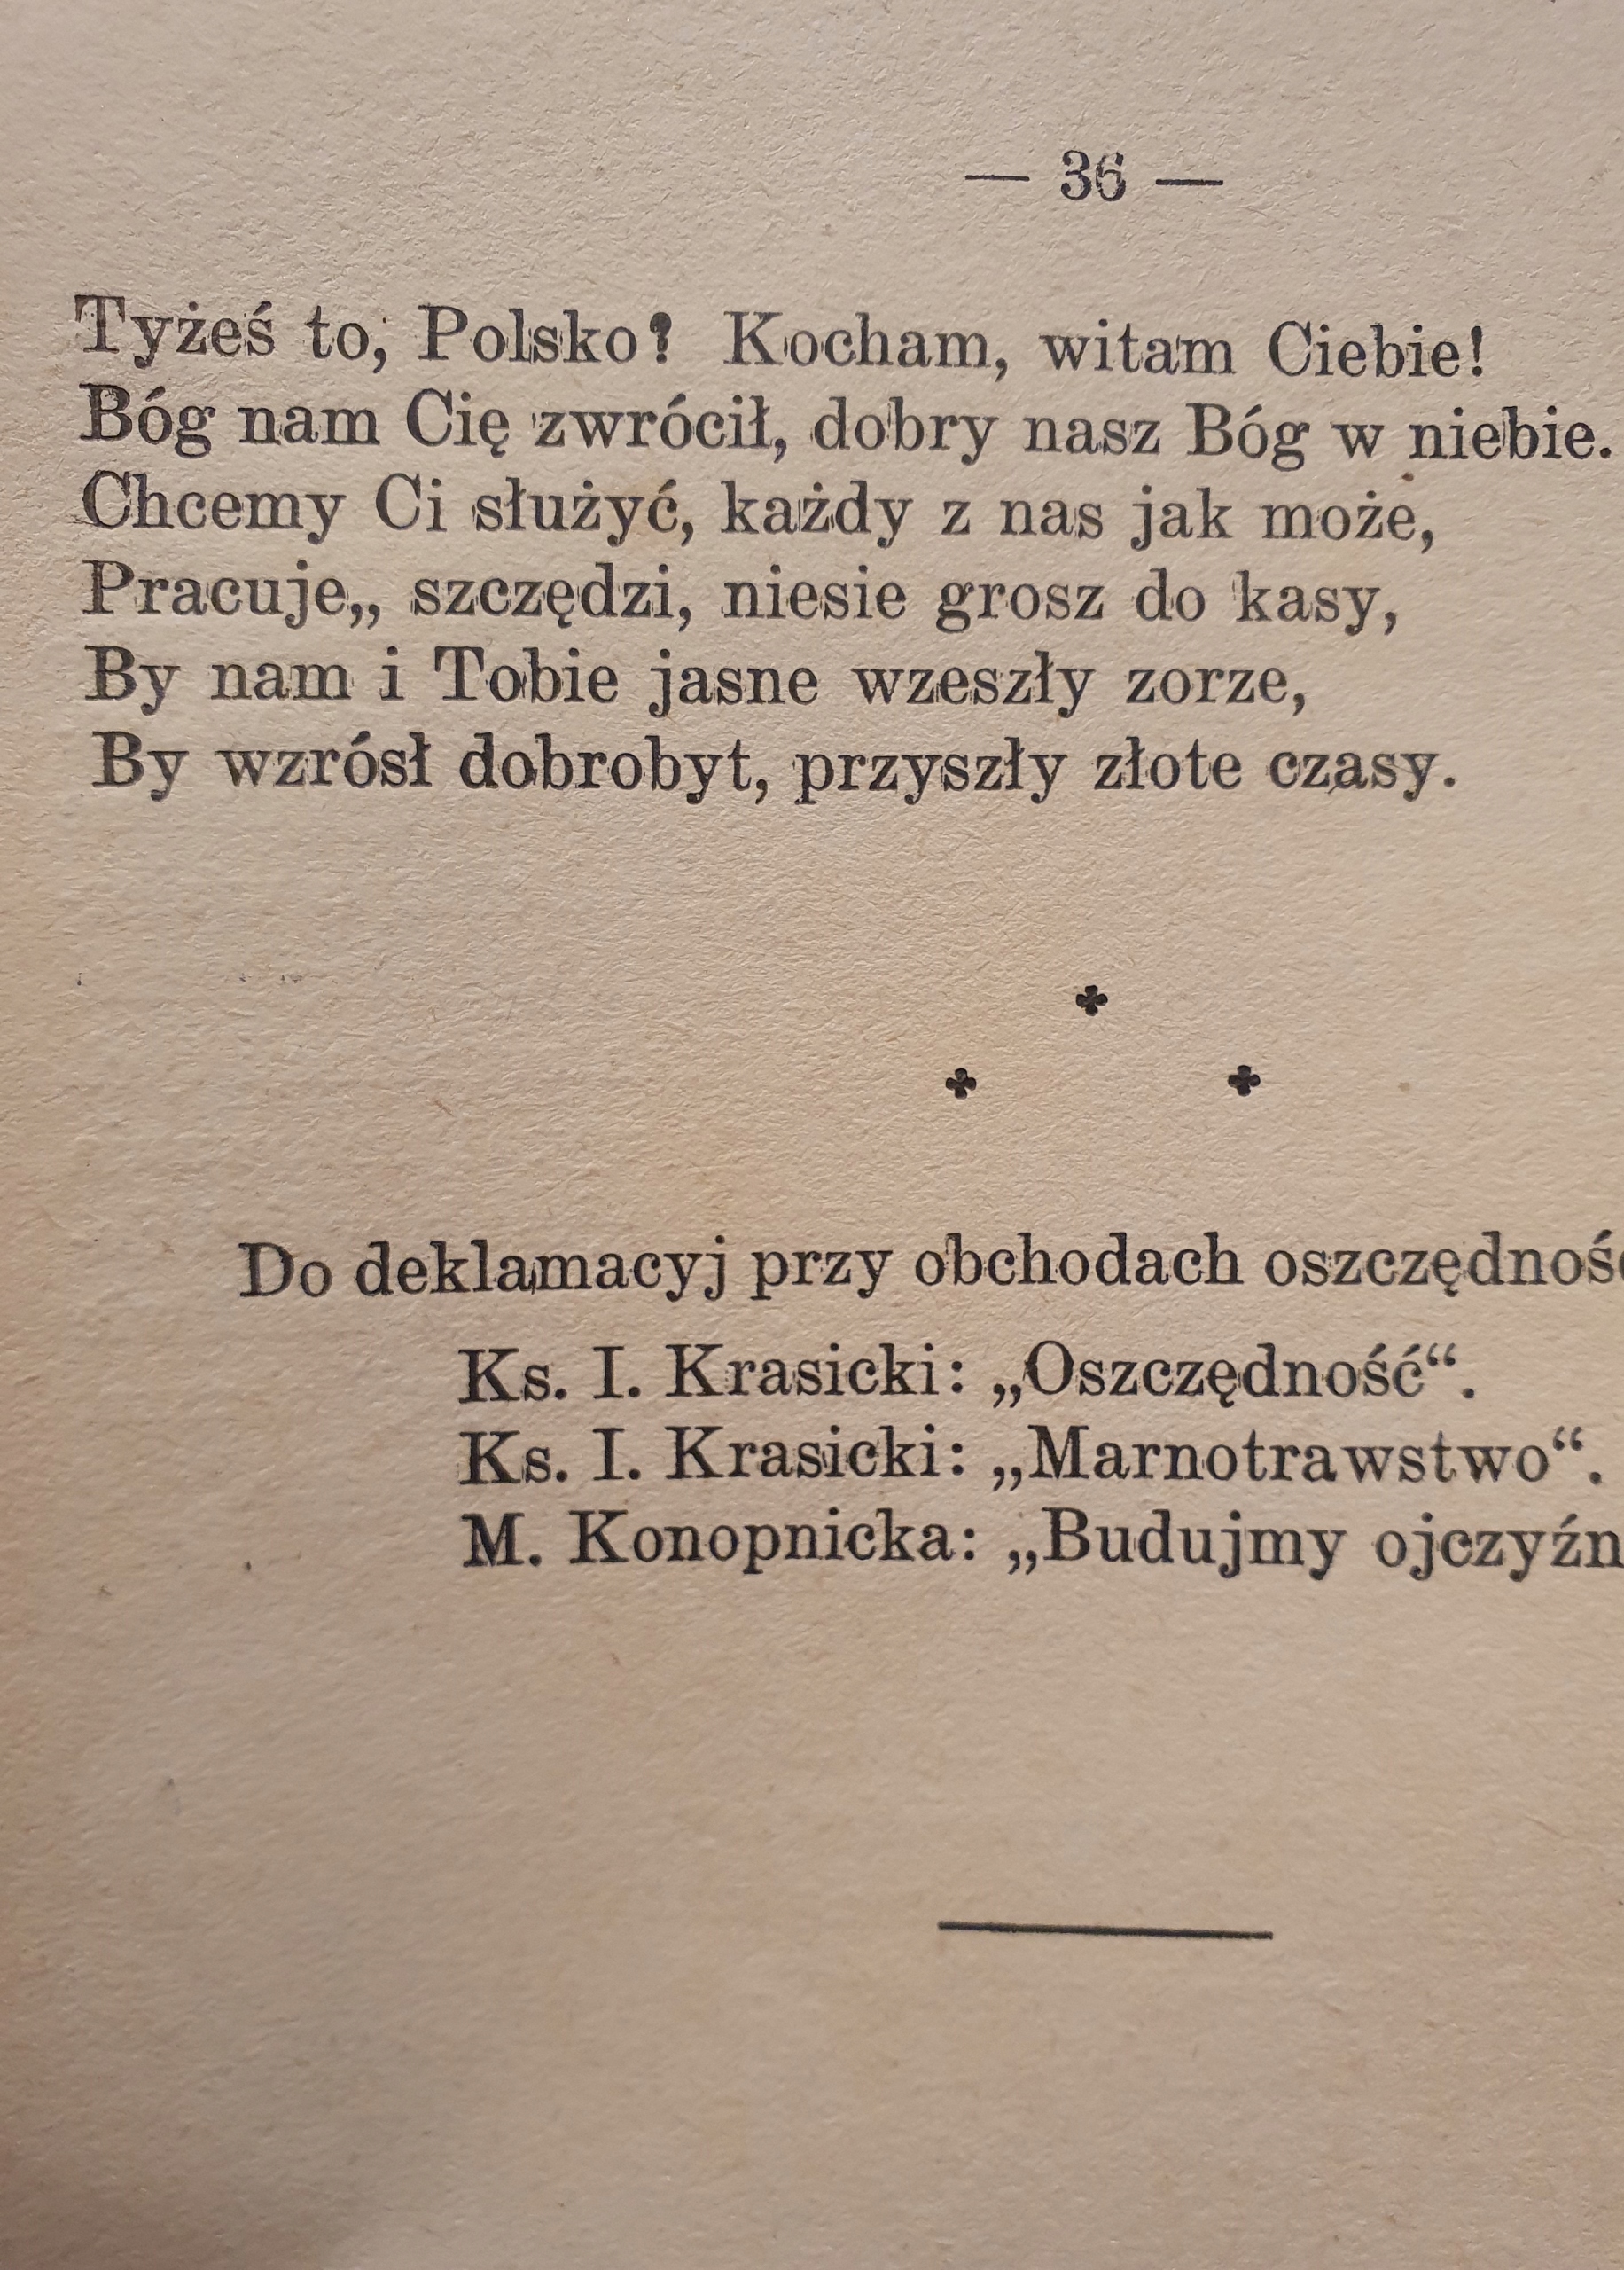 — 36 —
Tyżeś to, Polsko? Kocham, witam Ciebie!
Bóg nam Cię zwrócił, dobry nasz Bóg w niebie.
Chcemy Ci służyć, każdy z nas jak może,
Pracuje,, szczędzi, niesie grosz do kasy,
By nam i Tobie jasne wzeszły zorze,
By wzrósł dobrobyt, przyszły złote czasy.
Do deklamacyj przy obchodach
Ks. I. Krasicki: „Oszczędność“.
Ks. I. Krasicki: „Marnotrawstwo“.
M. Konopnicka: „Budujmy